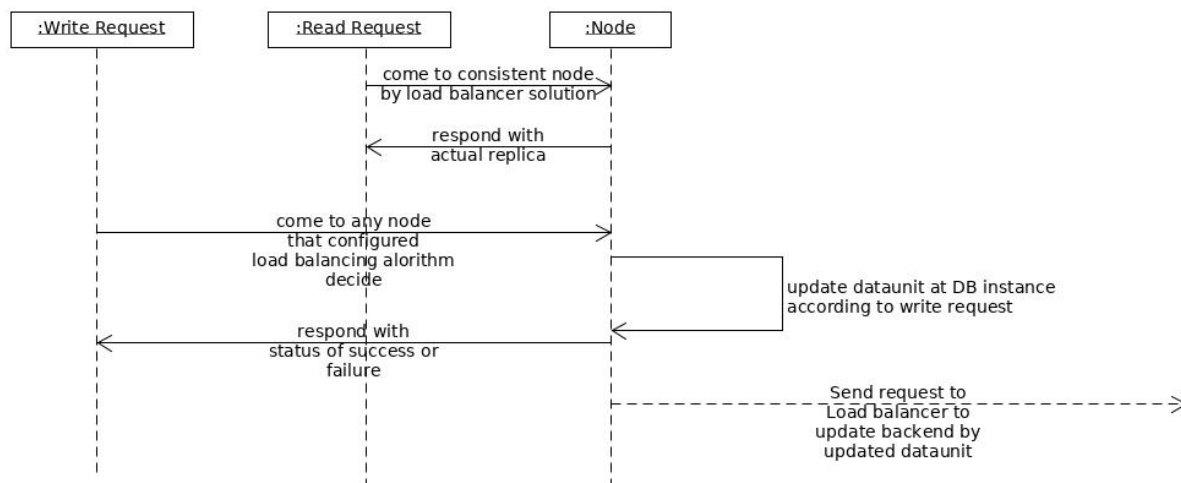 :Write Request
:Read Request
:Node
come to consistent node
by load balancer solution
respond with
actual replica
come to any node
that configured
load balancing alorithm
decide
update dataunit at DB instance
according to write request
respond with
status of success or
failure
Send request to
Load balancer to
update backend by
updated dataunit